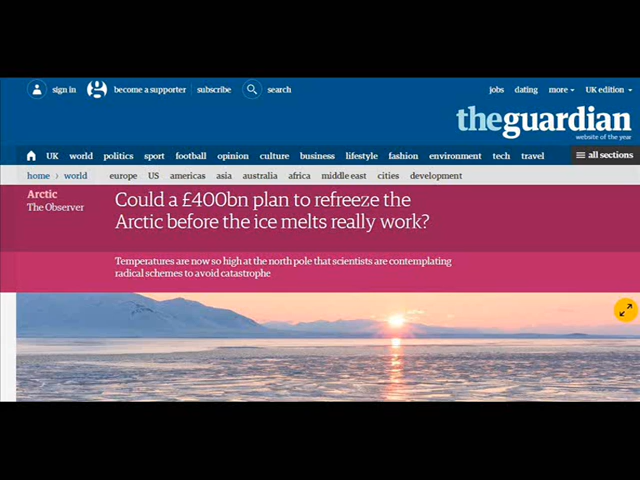 sign in become a supporter subscribe search jobs dating more UK edition
theguardian
website of the year
UK world politics sport football opinion culture business lifestyle fashion environment tech travel all sections
home world europe US americas asia australia africa middle east cities development
Arctic
The Observer
Could a £400bn plan to refreeze the
Arctic before the ice melts really work?
Temperatures are now so high at the north pole that scientists are contemplating
radical schemes to avoid catastrophe